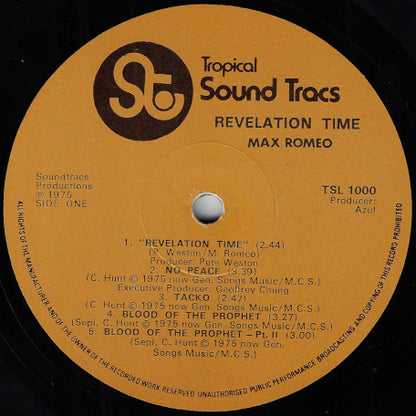 St
Tropical
Sound Tracs
REVELATION TIME
MAX ROMEO
Soundtracs
Productions
℗ 1975
SIDE ONE
TSL 1000
Producer:
Azul
1. "REVELATION TIME" (2.44)
(P. Weston/M. Romeo)
Producer: Pete Weston
2. NO PEACE (3.39)
(C. Hunt © 1975 now Gen. Songs Music/M.C.S.)
Executive Producer: Geoffrey Chung
3. TACKO (2.47)
(C. Hunt © 1975 now Gen. Songs Music/M.C.S.)
4. BLOOD OF THE PROPHET (3.27)
(Sepi, C. Hunt © 1975 now Gen. Songs Music/M.C.S.)
5. BLOOD OF THE PROPHET — Pt. II (3.00)
(Sepi, C. Hunt © 1975 now Gen.
Songs Music/M.C.S.)
ALL RIGHTS OF THE MANUFACTURER AND OF THE OWNER OF THE RECORDED WORK RESERVED UNAUTHORISED PUBLIC PERFORMANCE BROADCASTING AND COPYING OF THIS RECORD PROHIBITED